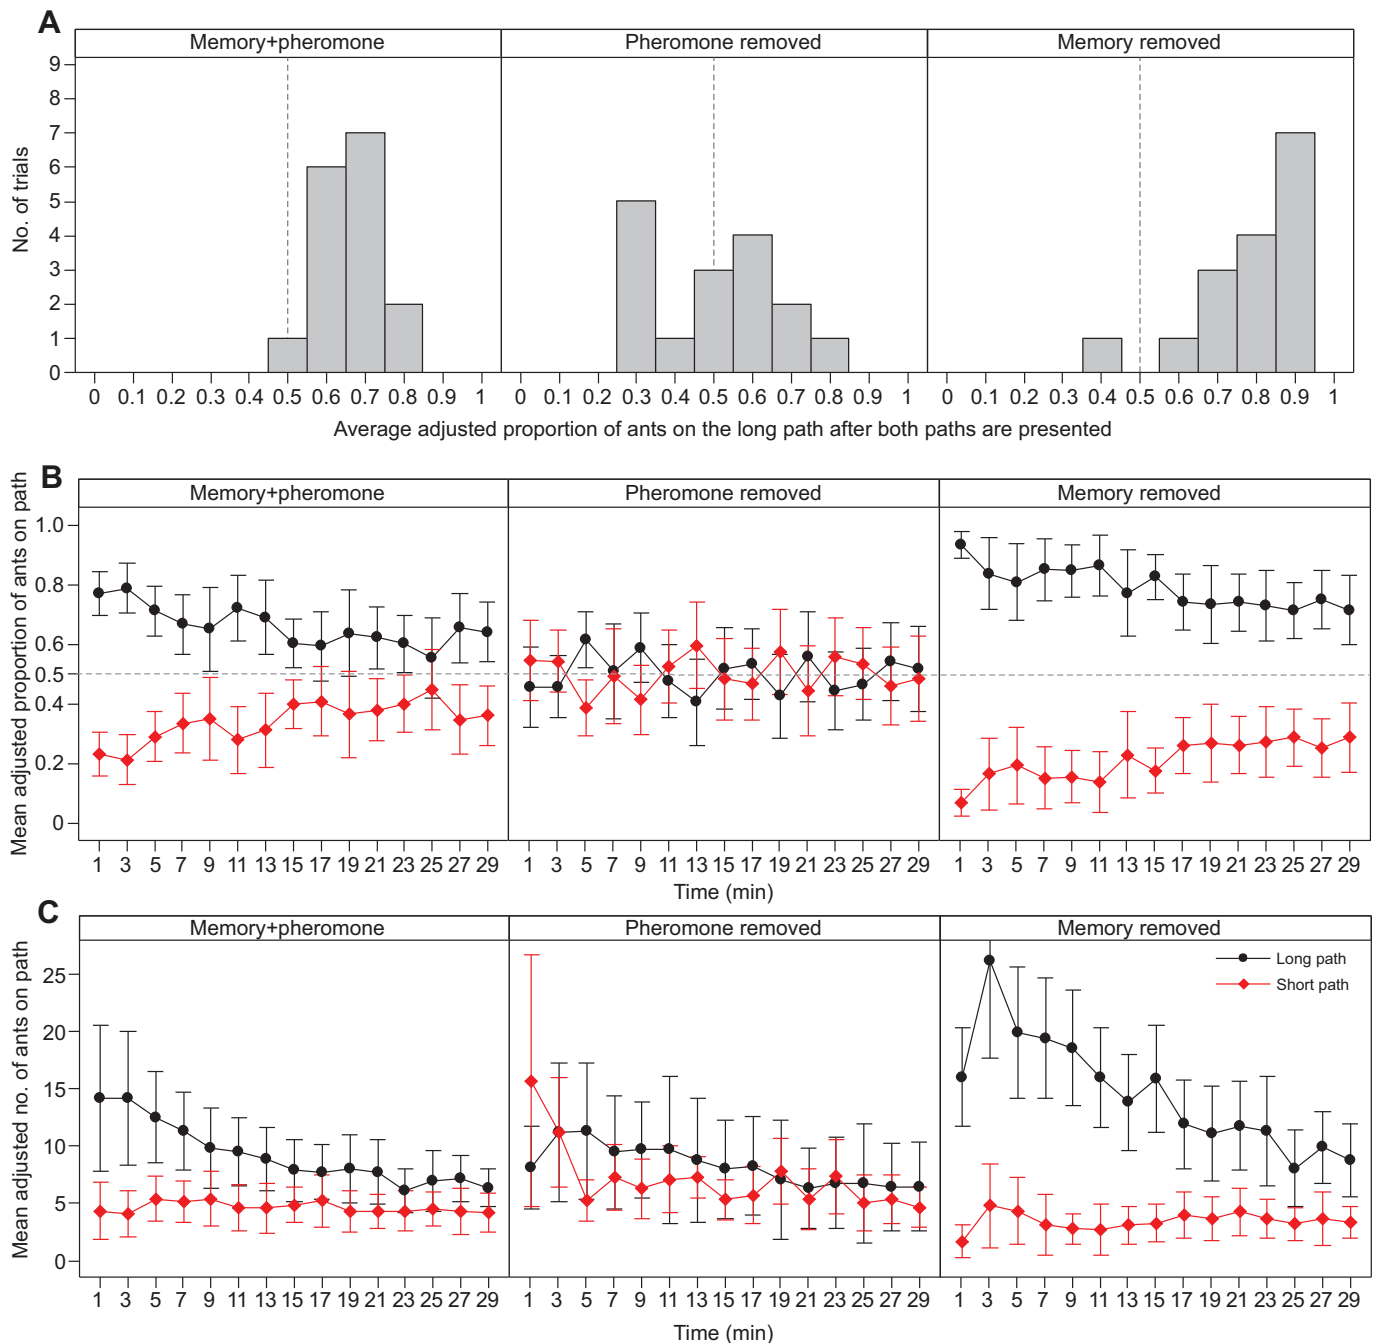 A
Memory+pheromone Pheromone removed Memory removed
9
8
7
6
5
4
3
2
1
0
No. of trials
0 0.1 0.2 0.3 0.4 0.5 0.6 0.7 0.8 0.9 1 0 0.1 0.2 0.3 0.4 0.5 0.6 0.7 0.8 0.9 1 0 0.1 0.2 0.3 0.4 0.5 0.6 0.7 0.8 0.9 1
Average adjusted proportion of ants on the long path after both paths are presented
B
Memory+pheromone Pheromone removed Memory removed
1.0
0.8
0.6
0.5
0.4
0.2
0
Mean adjusted proportion of ants on path
1 3 5 7 9 11 13 15 17 19 21 23 25 27 29 1 3 5 7 9 11 13 15 17 19 21 23 25 27 29 1 3 5 7 9 11 13 15 17 19 21 23 25 27 29
Time (min)
C
Memory+pheromone Pheromone removed Memory removed
Long path
Short path
25
20
15
10
5
0
Mean adjusted no. of ants on path
1 3 5 7 9 11 13 15 17 19 21 23 25 27 29 1 3 5 7 9 11 13 15 17 19 21 23 25 27 29 1 3 5 7 9 11 13 15 17 19 21 23 25 27 29
Time (min)